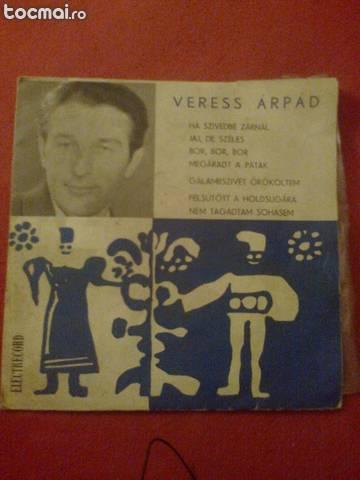 tocmai.ro
VERESS ÁRPÁD
HA SZIVEDBE ZÁRNÁL
JAJ, DE SZÉLES
BOR, BOR, BOR
MEGÁRADT A PATAK
GALAMBSZIVET ÖRÖKÖLTEM
FELSÜTÖTT A HOLDSUGÁRA
NEM TAGADTAM SOHASEM
ELECTRECORD